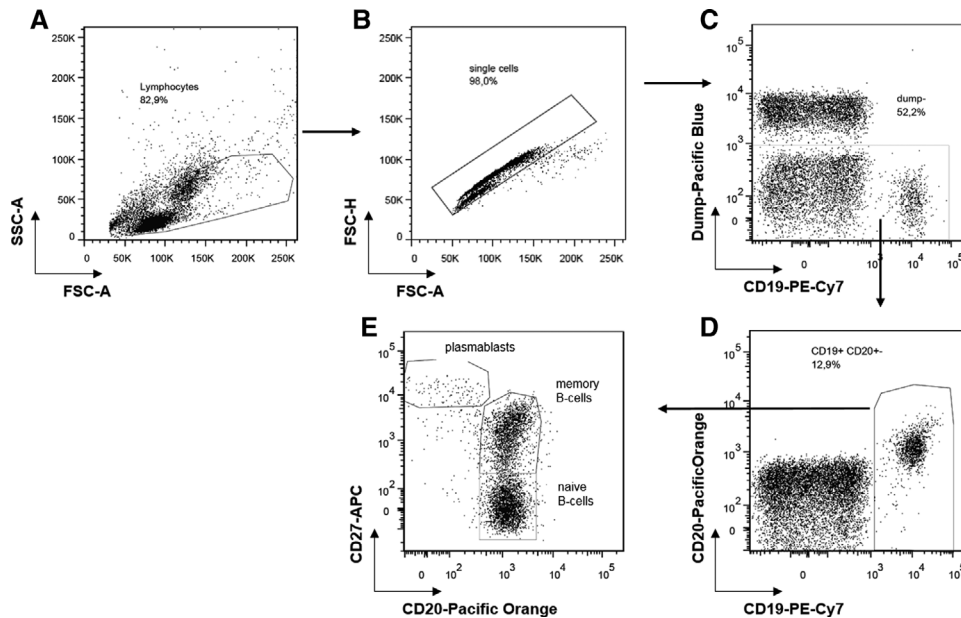 A
250K
200K
150K
100K
50K
0
Lymphocytes
82,9%
50K 100K 150K 200K 250K
SSC-A
FSC-A
B
250K
200K
150K
100K
50K
0
single cells
98,0%
0 50K 100K 150K 200K 250K
FSC-H
FSC-A
C
10^5
10^4
10^3
10^2
0
dump-
52,2%
0 10^3 10^4 10^5
Dump-Pacific Blue
CD19-PE-Cy7
E
10^5
10^4
10^3
10^2
0
plasmablasts
memory
B-cells
naive
B-cells
0 10^2 10^3 10^4 10^5
CD27-APC
CD20-Pacific Orange
D
10^5
10^4
10^3
10^2
0
CD19+ CD20+-
12,9%
0 10^3 10^4 10^5
CD20-PacificOrange
CD19-PE-Cy7